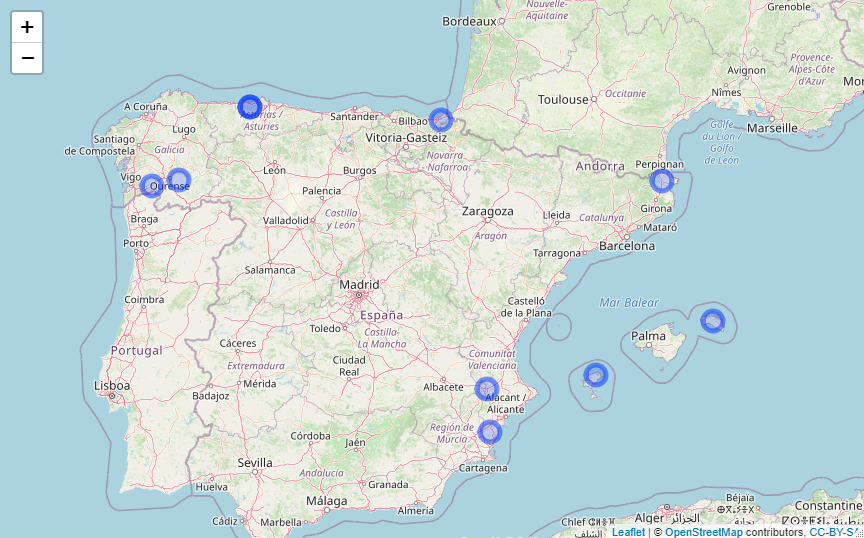 +
−
Bordeaux
Nouvelle-
Aquitaine
Grenoble
Provence-
Alpes-Côte
d'Azur
Avignon
Nîmes
Occitanie
Toulouse
Marseille
Golfe
du Lion /
Golfo
de León
A Coruña
Lugo
Santiago
de Compostela
Galicia
Vigo
Ourense
Asturies
Santander
Bilbao
Vitoria-Gasteiz
Navarra
Nafarroa
Andorra
Perpignan
León
Burgos
Palencia
Castilla
y León
Valladolid
Zaragoza
Aragón
Lleida
Catalunya
Girona
Mataró
Barcelona
Tarragona
Braga
Porto
Salamanca
Madrid
España
Castelló
de la Plana
Mar Balear
Coimbra
Toledo
Castilla-
La Mancha
Palma
Portugal
Cáceres
Extremadura
Ciudad
Real
Comunitat
Valenciana
Lisboa
Mérida
Badajoz
Albacete
Alacant /
Alicante
Córdoba
Jaén
Región de
Murcia
Sevilla
Andalucía
Cartagena
Huelva
Granada
Málaga
Almería
Cádiz
Marbella
Alger الجزائر
Béjaïa
Constantine
Chlef
الشلف
Leaflet | © OpenStreetMap contributors, CC-BY-SA